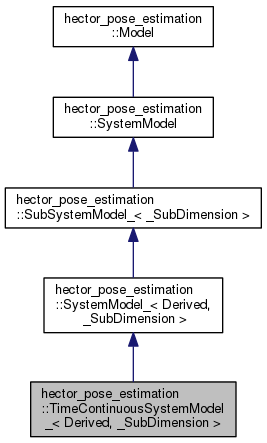 hector_pose_estimation
::Model
hector_pose_estimation
::SystemModel
hector_pose_estimation
::SubSystemModel_< _SubDimension >
hector_pose_estimation
::SystemModel_< Derived,
_SubDimension >
hector_pose_estimation
::TimeContinuousSystemModel
_< Derived, _SubDimension >